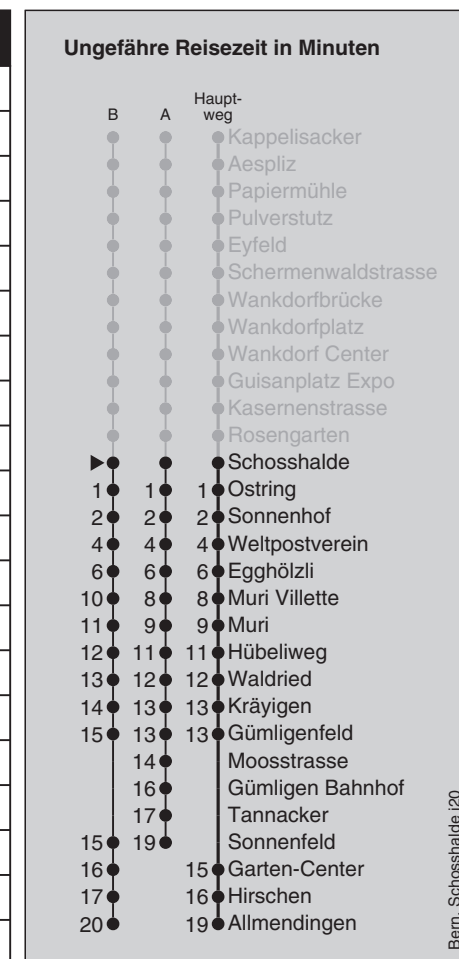 Ungefähre Reisezeit in Minuten
Haupt-
B A weg
Kappelisacker
Aespliz
Papiermühle
Pulverstutz
Eyfeld
Schermenwaldstrasse
Wankdorfbrücke
Wankdorfplatz
Wankdorf Center
Guisanplatz Expo
Kasernenstrasse
Rosengarten
Schosshalde
1 1 1 Ostring
2 2 2 Sonnenhof
4 4 4 Weltpostverein
6 6 6 Egghölzli
10 8 8 Muri Villette
11 9 9 Muri
12 11 11 Hübeliweg
13 12 12 Waldried
14 13 13 Kräyigen
15 13 13 Gümligenfeld
14 Moosstrasse
16 Gümligen Bahnhof
17 Tannacker
15 19 Sonnenfeld
16 15 Garten-Center
17 16 Hirschen
20 19 Allmendingen
Bern, Schosshalde i20